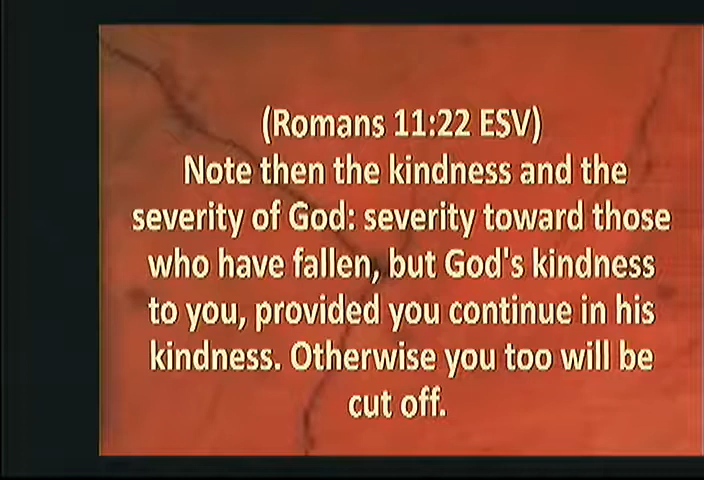 (Romans 11:22 ESV)
Note then the kindness and the
severity of God: severity toward those
who have fallen, but God's kindness
to you, provided you continue in his
kindness. Otherwise you too will be
cut off.